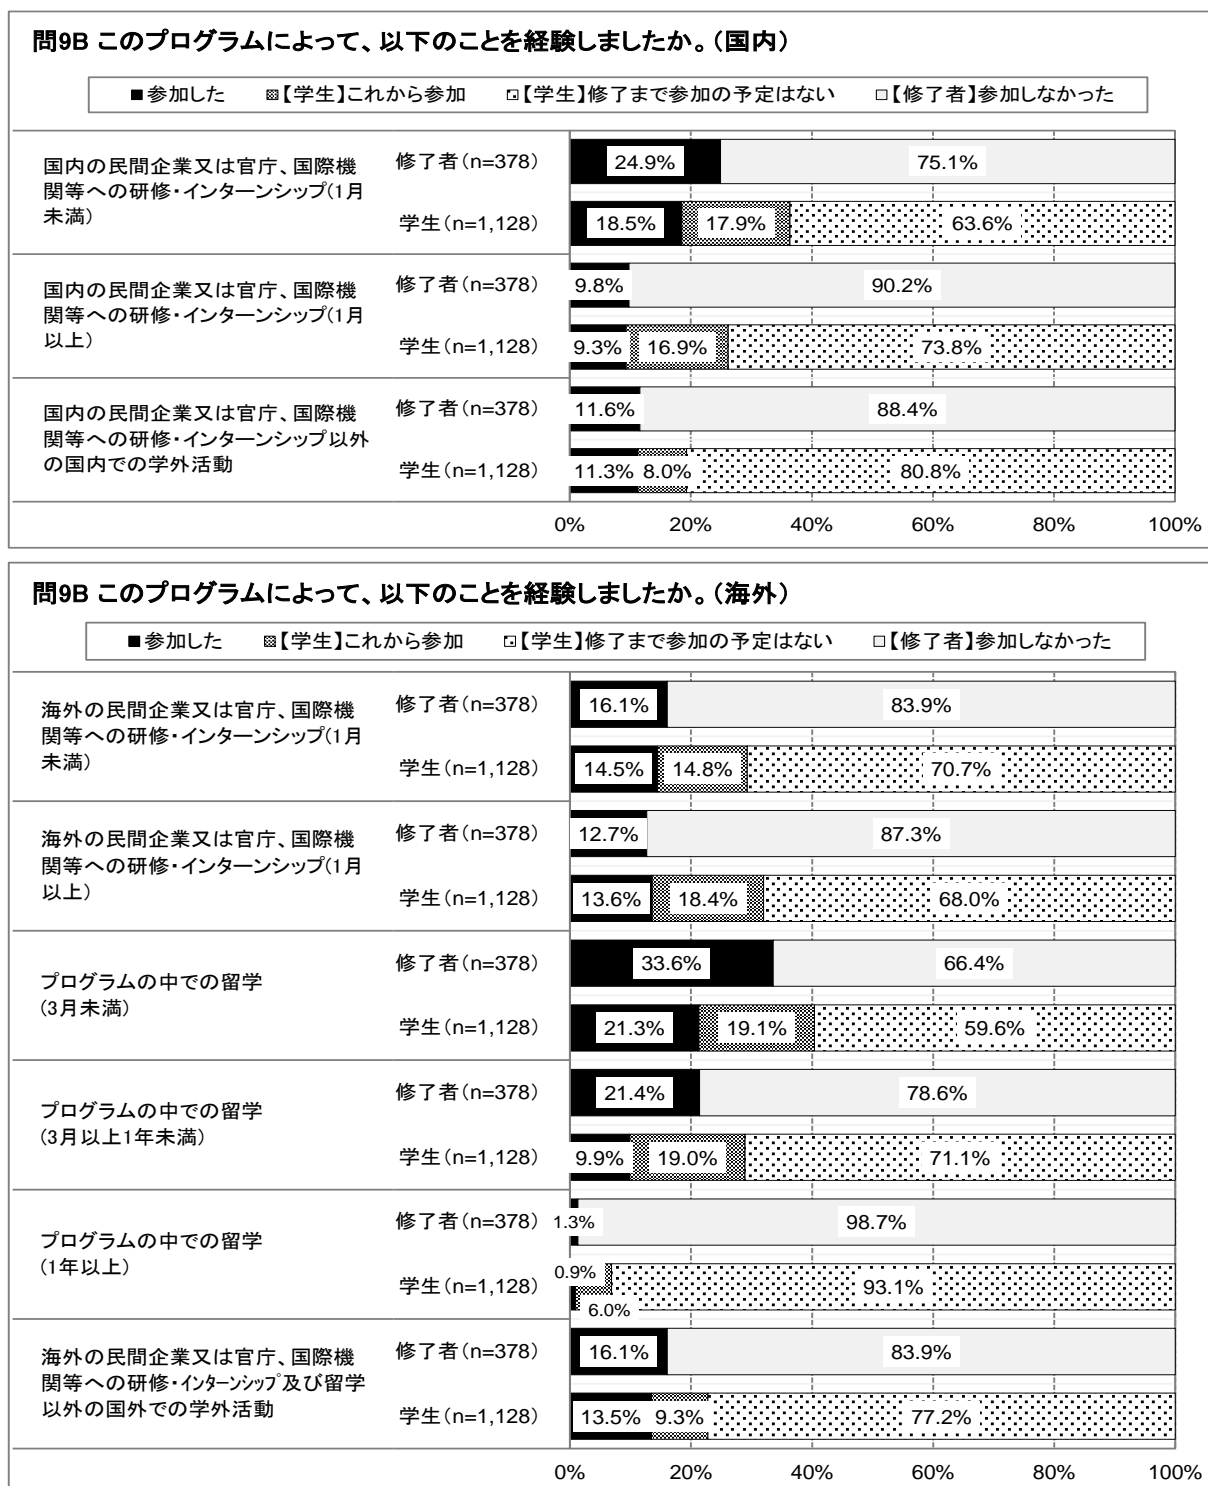 問9B このプログラムによって、以下のことを経験しましたか。（国内）
■参加した ▩【学生】これから参加 ⊡【学生】修了まで参加の予定はない □【修了者】参加しなかった
国内の民間企業又は官庁、国際機
関等への研修・インターンシップ(1月
未満)
修了者(n=378)
24.9% 75.1%
学生(n=1,128)
18.5% 17.9% 63.6%
国内の民間企業又は官庁、国際機
関等への研修・インターンシップ(1月
以上)
修了者(n=378)
9.8% 90.2%
学生(n=1,128)
9.3% 16.9% 73.8%
国内の民間企業又は官庁、国際機
関等への研修・インターンシップ以外
の国内での学外活動
修了者(n=378)
11.6% 88.4%
学生(n=1,128)
11.3% 8.0% 80.8%
0% 20% 40% 60% 80% 100%
問9B このプログラムによって、以下のことを経験しましたか。（海外）
■参加した ▩【学生】これから参加 ⊡【学生】修了まで参加の予定はない □【修了者】参加しなかった
海外の民間企業又は官庁、国際機
関等への研修・インターンシップ(1月
未満)
修了者(n=378)
16.1% 83.9%
学生(n=1,128)
14.5% 14.8% 70.7%
海外の民間企業又は官庁、国際機
関等への研修・インターンシップ(1月
以上)
修了者(n=378)
12.7% 87.3%
学生(n=1,128)
13.6% 18.4% 68.0%
プログラムの中での留学
(3月未満)
修了者(n=378)
33.6% 66.4%
学生(n=1,128)
21.3% 19.1% 59.6%
プログラムの中での留学
(3月以上1年未満)
修了者(n=378)
21.4% 78.6%
学生(n=1,128)
9.9% 19.0% 71.1%
プログラムの中での留学
(1年以上)
修了者(n=378)
1.3% 98.7%
学生(n=1,128)
0.9% 6.0% 93.1%
海外の民間企業又は官庁、国際機
関等への研修・インターンシップ及び留学
以外の国外での学外活動
修了者(n=378)
16.1% 83.9%
学生(n=1,128)
13.5% 9.3% 77.2%
0% 20% 40% 60% 80% 100%